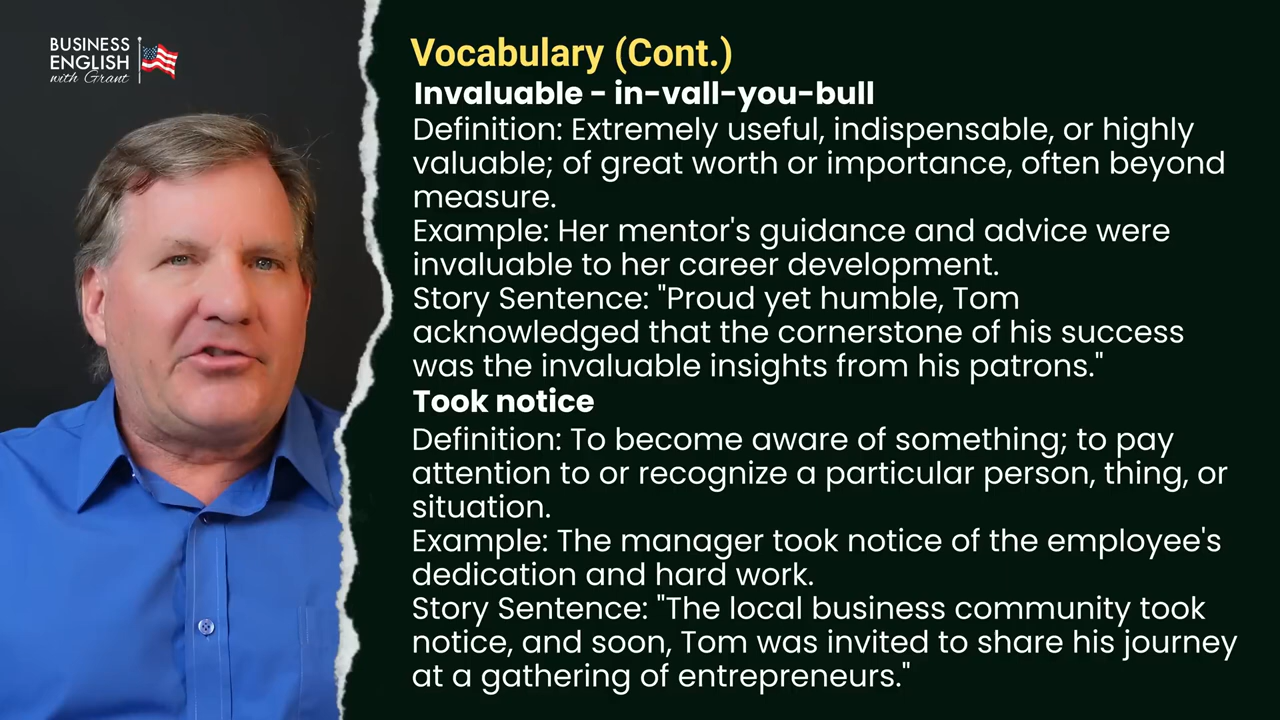 BUSINESS
ENGLISH
with Grant
Vocabulary (Cont.)
Invaluable - in-vall-you-bull
Definition: Extremely useful, indispensable, or highly
valuable; of great worth or importance, often beyond
measure.
Example: Her mentor's guidance and advice were
invaluable to her career development.
Story Sentence: "Proud yet humble, Tom
acknowledged that the cornerstone of his success
was the invaluable insights from his patrons."
Took notice
Definition: To become aware of something; to pay
attention to or recognize a particular person, thing, or
situation.
Example: The manager took notice of the employee's
dedication and hard work.
Story Sentence: "The local business community took
notice, and soon, Tom was invited to share his journey
at a gathering of entrepreneurs."